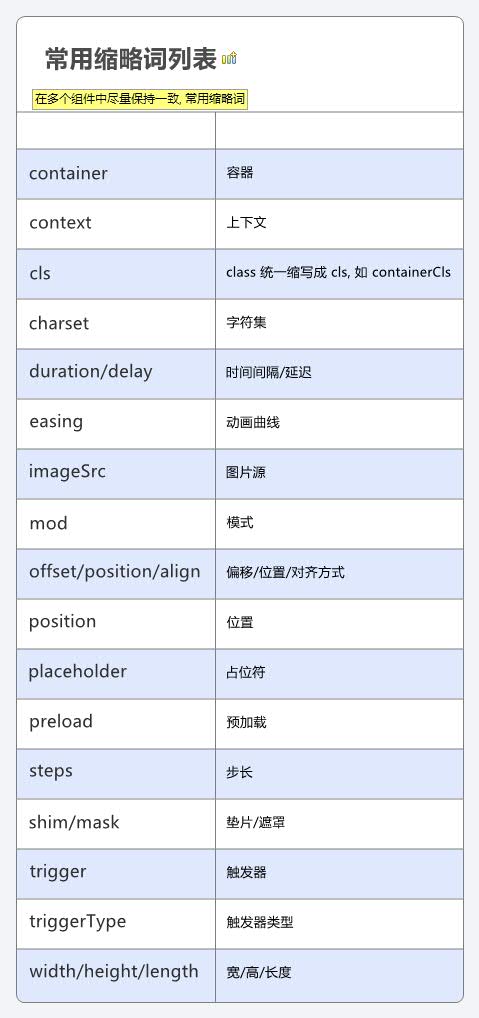 常用缩略词列表
在多个组件中尽量保持一致, 常用缩略词
container 容器
context 上下文
cls class 统一缩写成 cls, 如 containerCls
charset 字符集
duration/delay 时间间隔/延迟
easing 动画曲线
imageSrc 图片源
mod 模式
offset/position/align 偏移/位置/对齐方式
position 位置
placeholder 占位符
preload 预加载
steps 步长
shim/mask 垫片/遮罩
trigger 触发器
triggerType 触发器类型
width/height/length 宽/高/长度